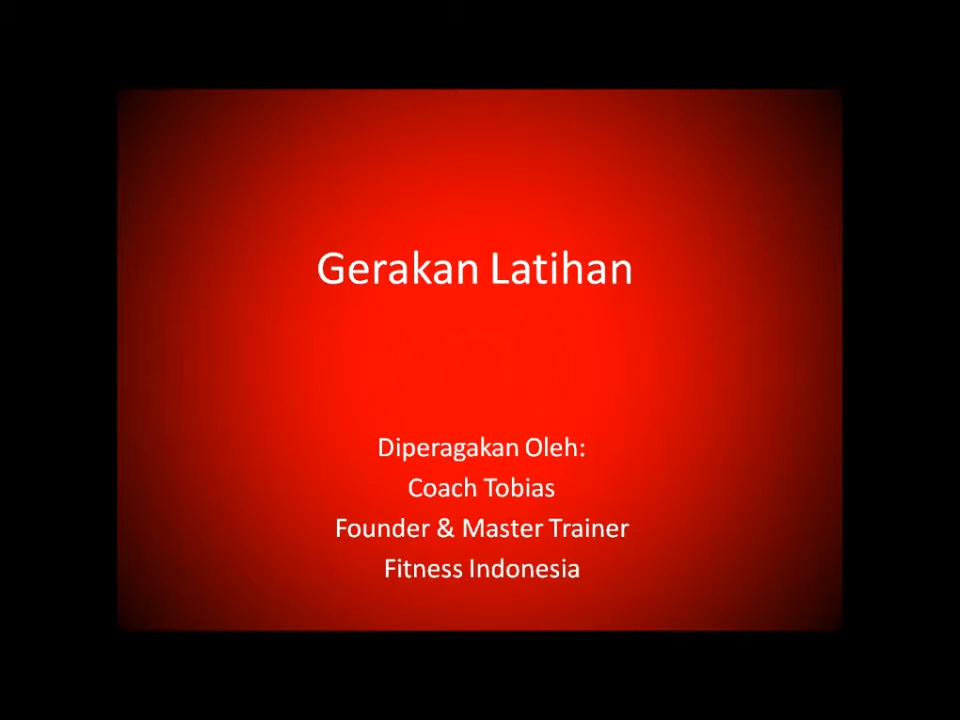 Gerakan Latihan
Diperagakan Oleh:
Coach Tobias
Founder & Master Trainer
Fitness Indonesia